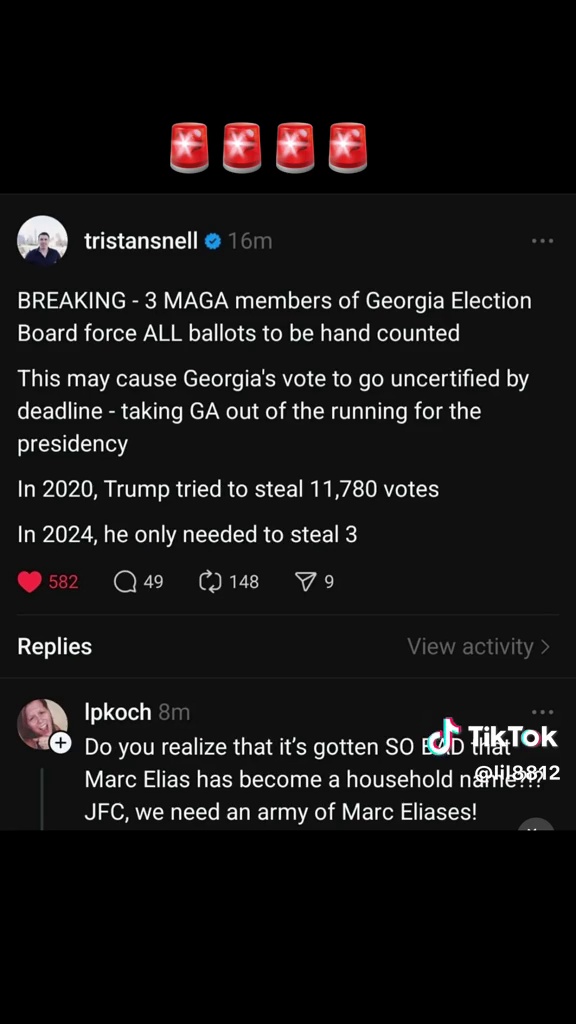 🚨🚨🚨🚨
tristansnell 16m
BREAKING - 3 MAGA members of Georgia Election
Board force ALL ballots to be hand counted
This may cause Georgia's vote to go uncertified by
deadline - taking GA out of the running for the
presidency
In 2020, Trump tried to steal 11,780 votes
In 2024, he only needed to steal 3
582 49 148 9
Replies View activity
lpkoch 8m
Do you realize that it's gotten SO BAD that
Marc Elias has become a household name???
JFC, we need an army of Marc Eliases!
TikTok
@lil8812